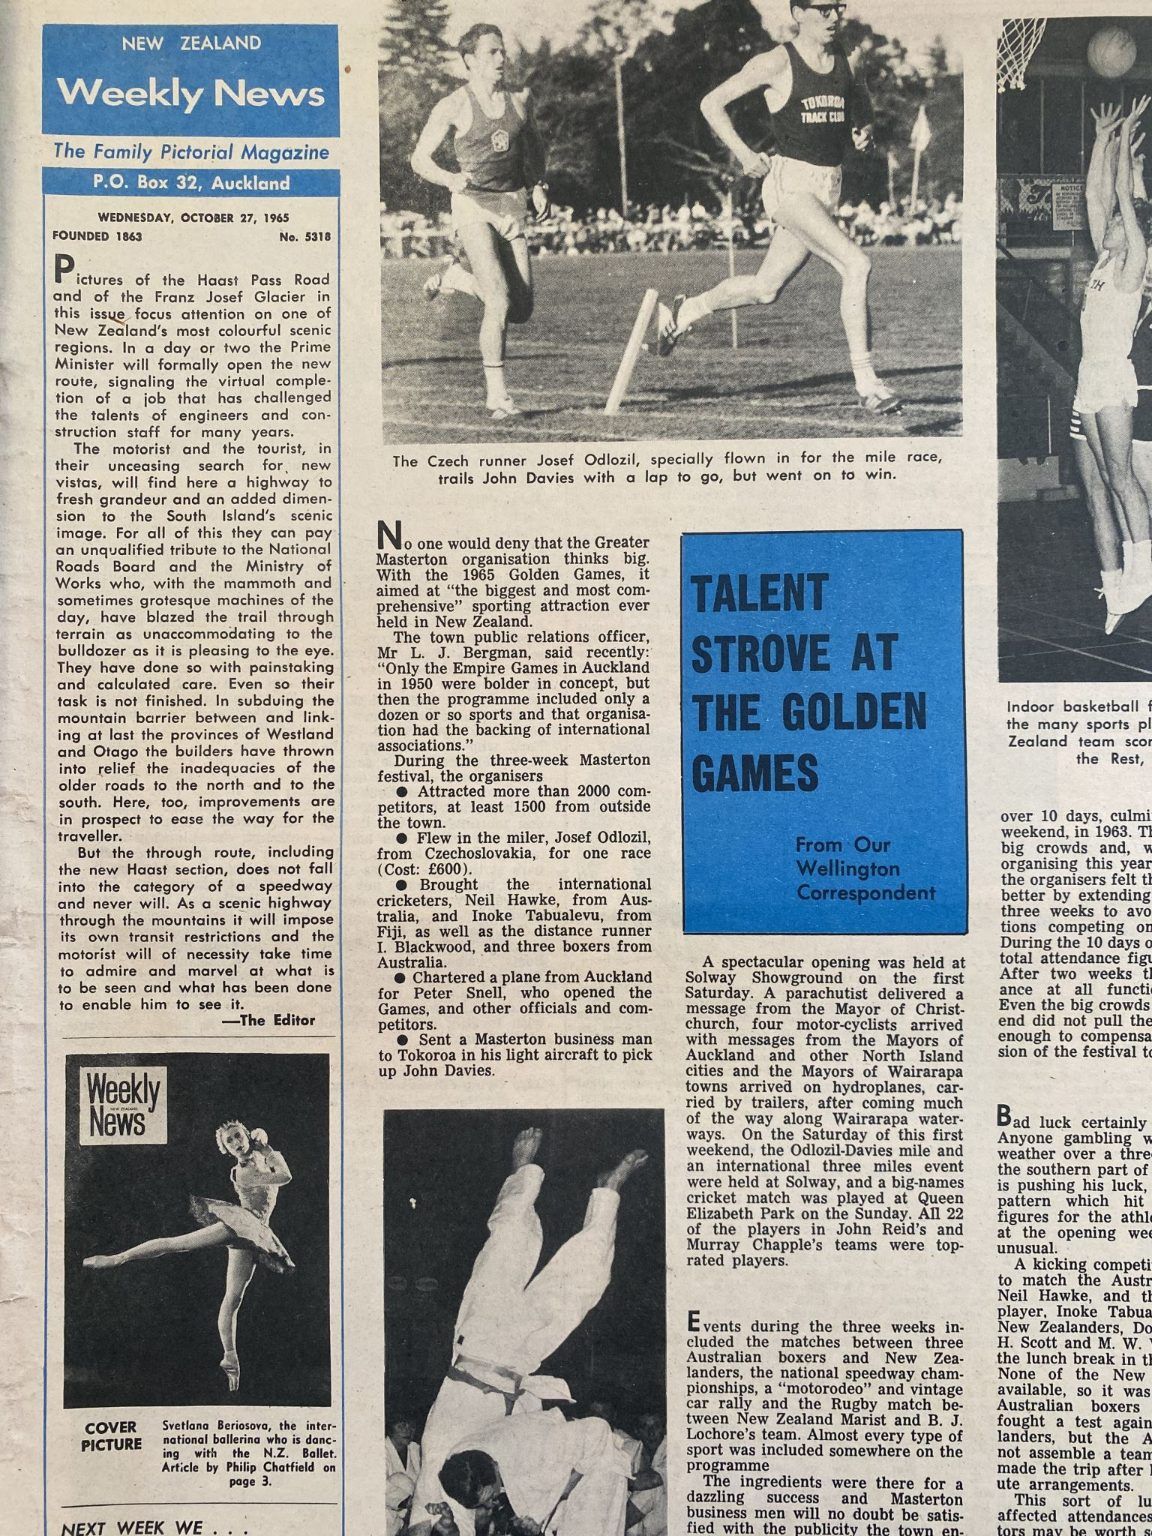 NEW ZEALAND
Weekly News
The Family Pictorial Magazine
P.O. Box 32, Auckland
WEDNESDAY, OCTOBER 27, 1965
FOUNDED 1863 No. 5318
Pictures of the Haast Pass Road
and of the Franz Josef Glacier in
this issue focus attention on one of
New Zealand's most colourful scenic
regions. In a day or two the Prime
Minister will formally open the new
route, signaling the virtual comple-
tion of a job that has challenged
the talents of engineers and con-
struction staff for many years.
The motorist and the tourist, in
their unceasing search for new
vistas, will find here a highway to
fresh grandeur and an added dimen-
sion to the South Island's scenic
image. For all of this they can pay
an unqualified tribute to the National
Roads Board and the Ministry of
Works who, with the mammoth and
sometimes grotesque machines of the
day, have blazed the trail through
terrain as unaccommodating to the
bulldozer as it is pleasing to the eye.
They have done so with painstaking
and calculated care. Even so their
task is not finished. In subduing the
mountain barrier between and link-
ing at last the provinces of Westland
and Otago the builders have thrown
into relief the inadequacies of the
older roads to the north and to the
south. Here, too, improvements are
in prospect to ease the way for the
traveller.
But the through route, including
the new Haast section, does not fall
into the category of a speedway
and never will. As a scenic highway
through the mountains it will impose
its own transit restrictions and the
motorist will of necessity take time
to admire and marvel at what is
to be seen and what has been done
to enable him to see it.
—The Editor
Weekly
NEW ZEALAND
News
COVER
PICTURE
Svetlana Beriosova, the inter-
national ballerina who is danc-
ing with the N.Z. Ballet.
Article by Philip Chatfield on
page 3.
NEXT WEEK WE . . .
TOKOROA
TRACK CLUB
The Czech runner Josef Odlozil, specially flown in for the mile race,
trails John Davies with a lap to go, but went on to win.
No one would deny that the Greater
Masterton organisation thinks big.
With the 1965 Golden Games, it
aimed at "the biggest and most com-
prehensive" sporting attraction ever
held in New Zealand.
The town public relations officer,
Mr L. J. Bergman, said recently:
"Only the Empire Games in Auckland
in 1950 were bolder in concept, but
then the programme included only a
dozen or so sports and that organisa-
tion had the backing of international
associations."
During the three-week Masterton
festival, the organisers
● Attracted more than 2000 com-
petitors, at least 1500 from outside
the town.
● Flew in the miler, Josef Odlozil,
from Czechoslovakia, for one race
(Cost: £600).
● Brought the international
cricketers, Neil Hawke, from Aus-
tralia, and Inoke Tabualevu, from
Fiji, as well as the distance runner
I. Blackwood, and three boxers from
Australia.
● Chartered a plane from Auckland
for Peter Snell, who opened the
Games, and other officials and com-
petitors.
● Sent a Masterton business man
to Tokoroa in his light aircraft to pick
up John Davies.
TALENT
STROVE AT
THE GOLDEN
GAMES
From Our
Wellington
Correspondent
A spectacular opening was held at
Solway Showground on the first
Saturday. A parachutist delivered a
message from the Mayor of Christ-
church, four motor-cyclists arrived
with messages from the Mayors of
Auckland and other North Island
cities and the Mayors of Wairarapa
towns arrived on hydroplanes, car-
ried by trailers, after coming much
of the way along Wairarapa water-
ways. On the Saturday of this first
weekend, the Odlozil-Davies mile and
an international three miles event
were held at Solway, and a big-names
cricket match was played at Queen
Elizabeth Park on the Sunday. All 22
of the players in John Reid's and
Murray Chapple's teams were top-
rated players.
Events during the three weeks in-
cluded the matches between three
Australian boxers and New Zea-
landers, the national speedway cham-
pionships, a "motorodeo" and vintage
car rally and the Rugby match be-
tween New Zealand Marist and B. J.
Lochore's team. Almost every type of
sport was included somewhere on the
programme
The ingredients were there for a
dazzling success and Masterton
business men will no doubt be satis-
fied with the publicity the town en-
NOTICE
TH
Indoor basketball f
the many sports pl
Zealand team scor
the Rest,
over 10 days, culmi
weekend, in 1963. Th
big crowds and, w
organising this year
the organisers felt th
better by extending
three weeks to avo
tions competing on
During the 10 days o
total attendance figu
After two weeks th
ance at all functi
Even the big crowds
end did not pull the
enough to compensa
sion of the festival to
Bad luck certainly
Anyone gambling w
weather over a three
the southern part of
is pushing his luck,
pattern which hit
figures for the athle
at the opening wee
unusual.
A kicking competi
to match the Austr
Neil Hawke, and th
player, Inoke Tabua
New Zealanders, Do
H. Scott and M. W.
the lunch break in th
None of the New
available, so it was
Australian boxers
fought a test again
landers, but the A
not assemble a team
made the trip after l
ute arrangements.
This sort of lu
affected attendances
tors may be worth s